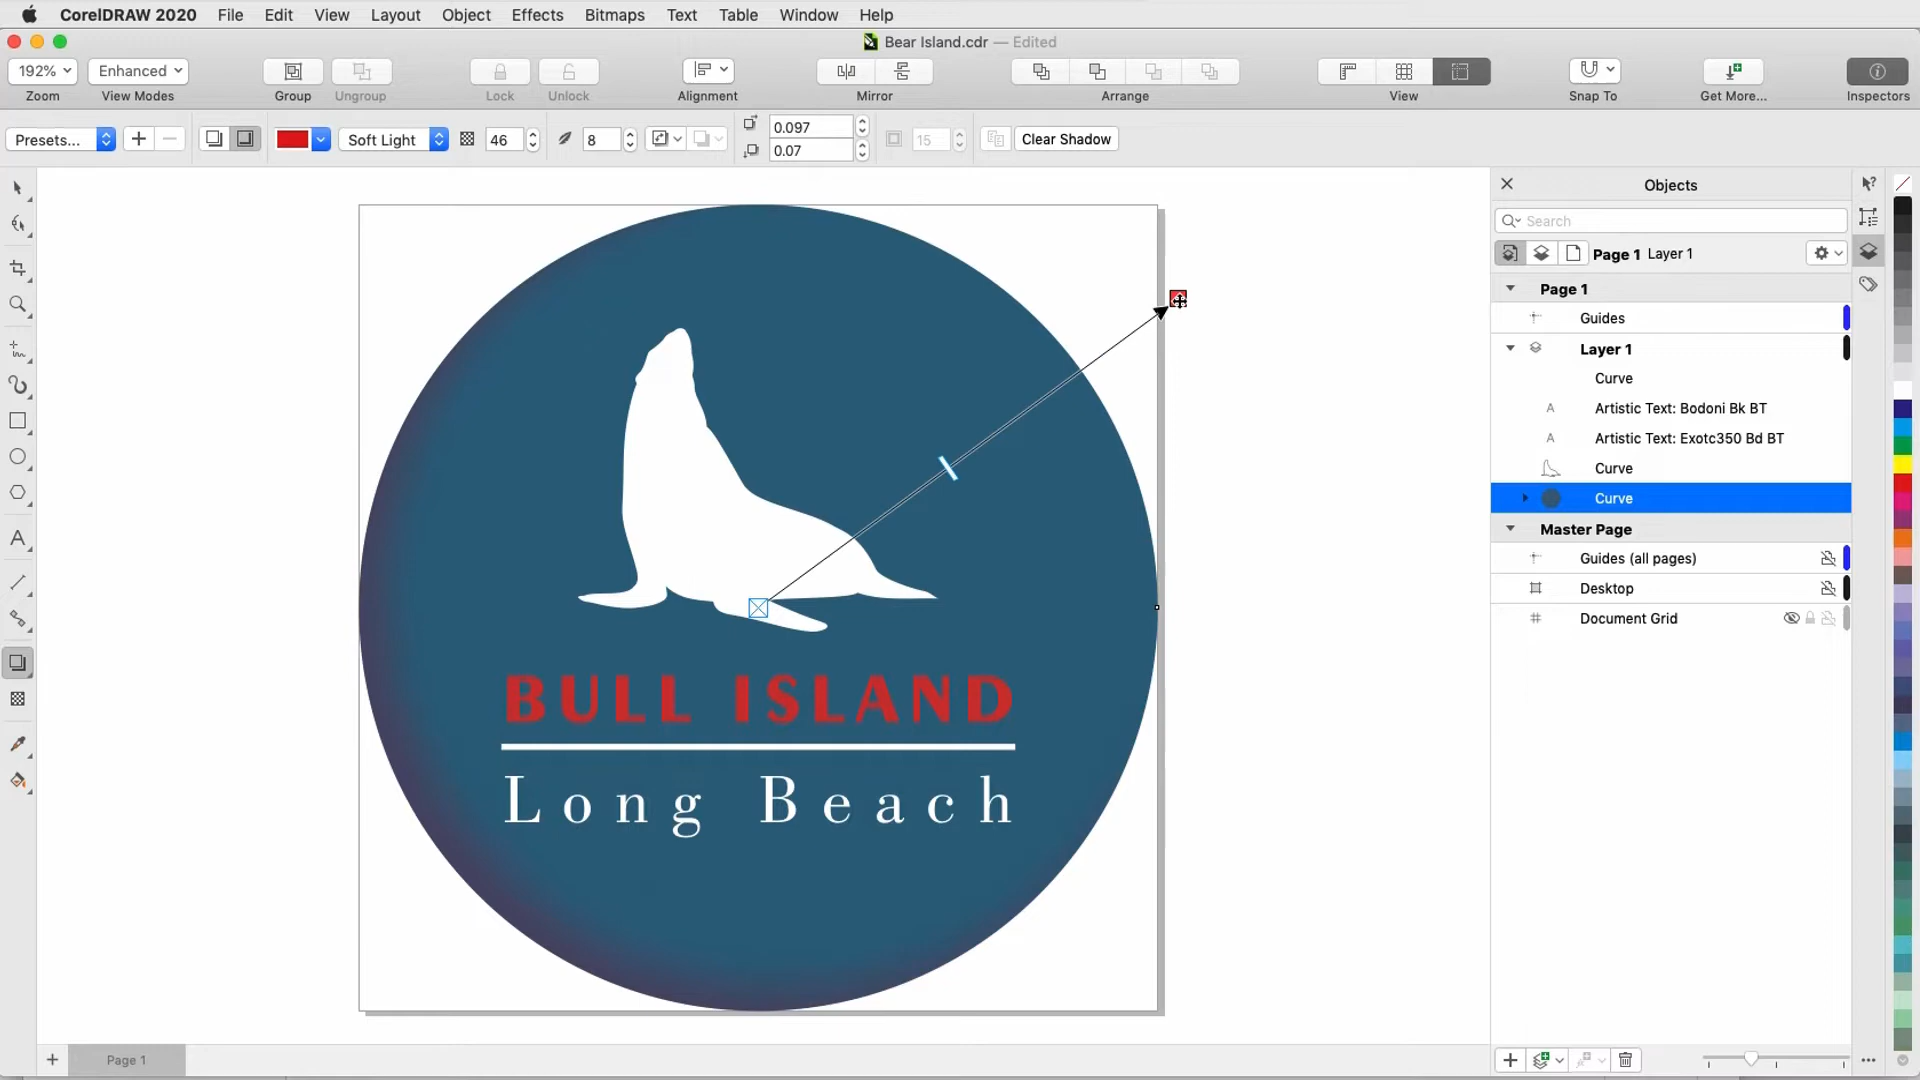 CorelDRAW 2020 File Edit View Layout Object Effects Bitmaps Text Table Window Help
Bear Island.cdr — Edited
192% Enhanced
Zoom View Modes Group Ungroup Lock Unlock Alignment Mirror Arrange View Snap To Get More... Inspectors
Presets... Soft Light 46 8 0.097 15 Clear Shadow
0.07
Objects
Search
Page 1 Layer 1
Page 1
Guides
Layer 1
Curve
A Artistic Text: Bodoni Bk BT
A Artistic Text: Exotc350 Bd BT
Curve
Curve
Master Page
Guides (all pages)
Desktop
Document Grid
BULL ISLAND
Long Beach
Page 1